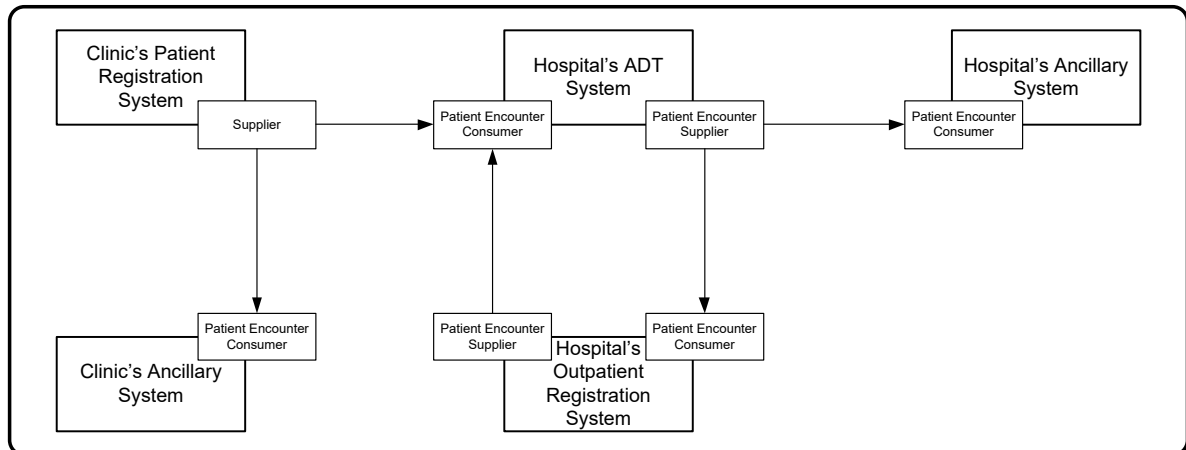 Clinic's Patient
Registration
System
Supplier
Hospital's ADT
System
Patient Encounter
Consumer
Patient Encounter
Supplier
Hospital's Ancillary
System
Patient Encounter
Consumer
Patient Encounter
Consumer
Clinic's Ancillary
System
Patient Encounter
Supplier
Patient Encounter
Consumer
Hospital's
Outpatient
Registration
System